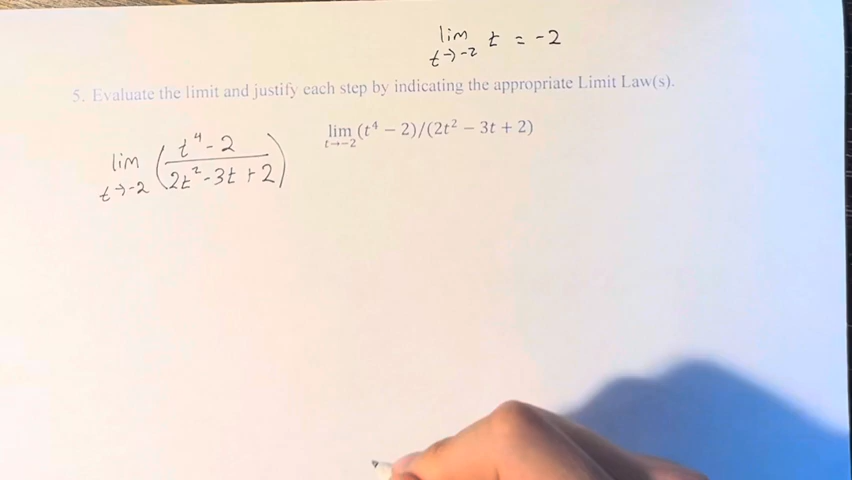 lim t = -2
t→-2
5. Evaluate the limit and justify each step by indicating the appropriate Limit Law(s).
lim (t⁴ − 2)/(2t² − 3t + 2)
t→−2
t⁴ - 2
lim (―――)
t→-2 2t² - 3t + 2